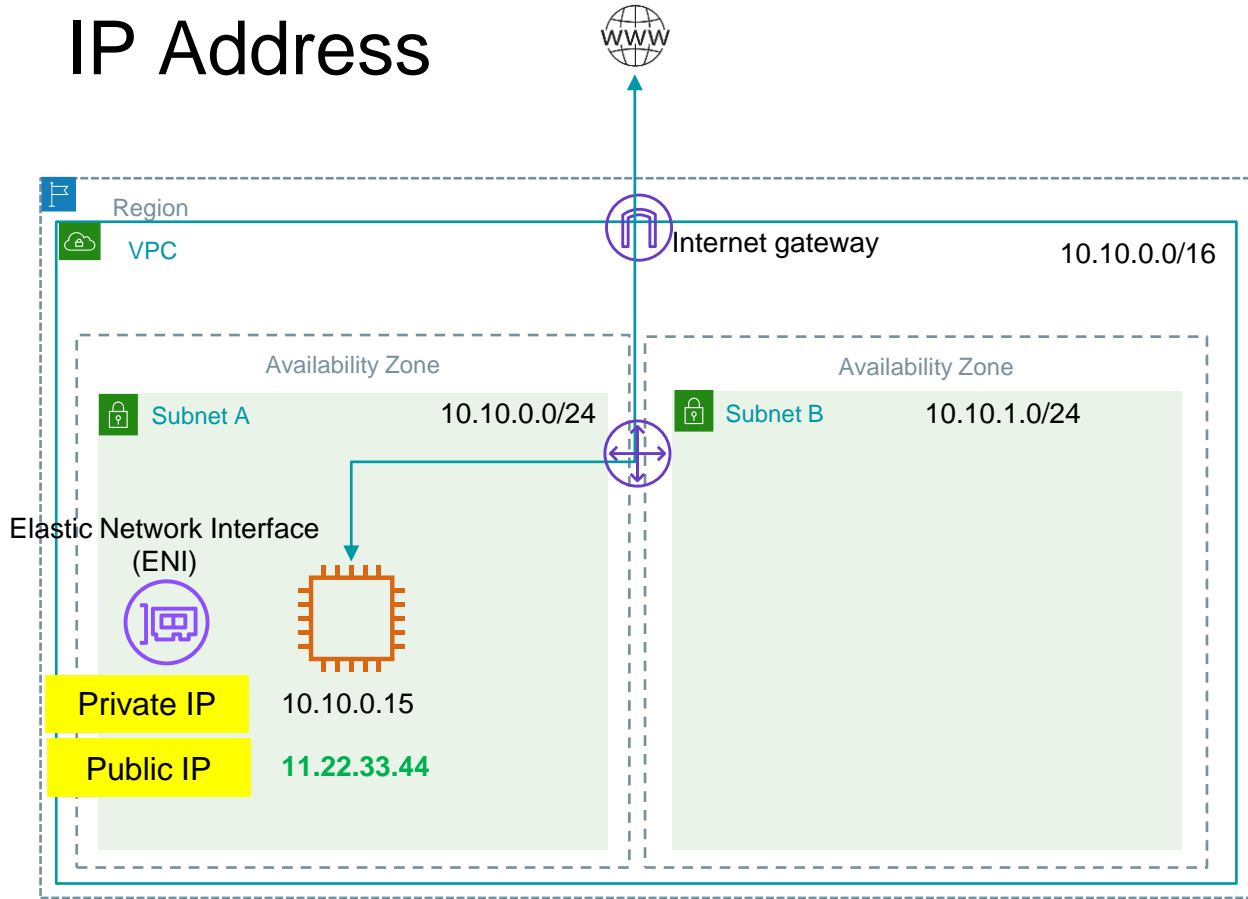 IP Address
WWW
Region
VPC
Internet gateway
10.10.0.0/16
Availability Zone
Availability Zone
Subnet A
10.10.0.0/24
Subnet B
10.10.1.0/24
Elastic Network Interface
(ENI)
Private IP
10.10.0.15
Public IP
11.22.33.44